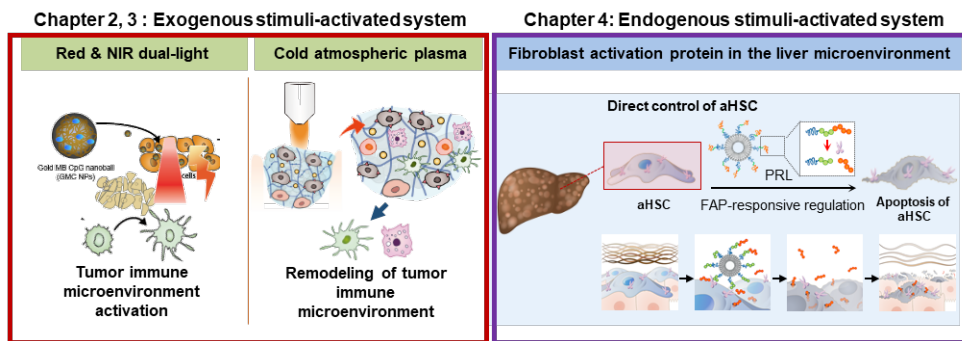 Chapter 2, 3 : Exogenous stimuli-activated system
Red & NIR dual-light
Cold atmospheric plasma
Gold MB CpG nanoball
(GMC NPs)
cells
Tumor immune
microenvironment
activation
Remodeling of tumor
immune
microenvironment
Chapter 4: Endogenous stimuli-activated system
Fibroblast activation protein in the liver microenvironment
Direct control of aHSC
PRL
aHSC
FAP-responsive regulation
Apoptosis of
aHSC